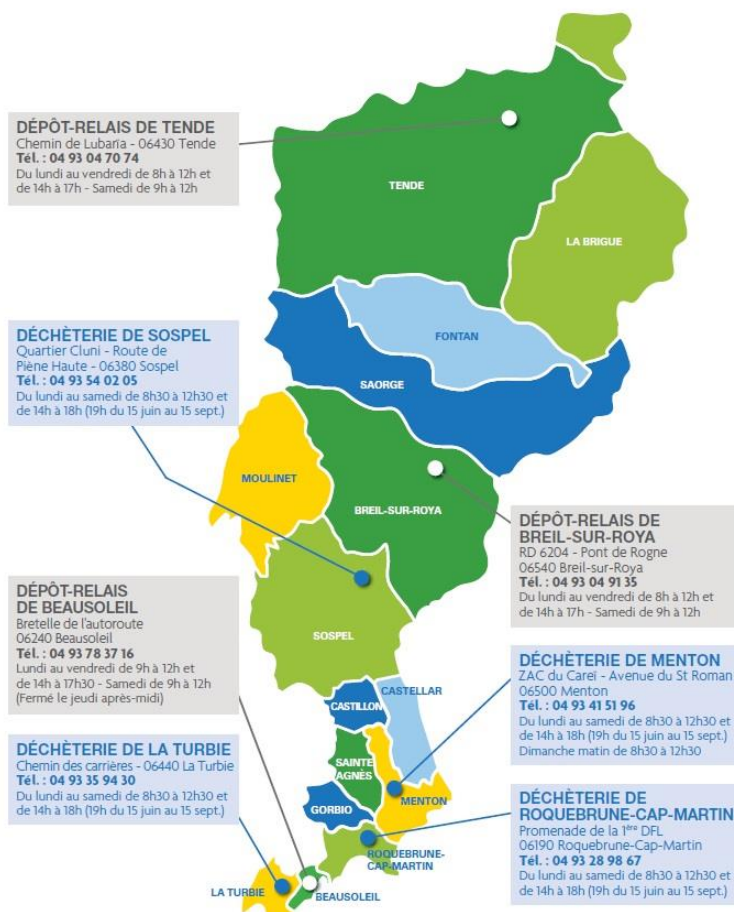 DÉPÔT-RELAIS DE TENDE
Chemin de Lubaria - 06430 Tende
Tél. : 04 93 04 70 74
Du lundi au vendredi de 8h à 12h et
de 14h à 17h - Samedi de 9h à 12h
TENDE
LA BRIGUE
FONTAN
SAORGE
DÉCHÈTERIE DE SOSPEL
Quartier Cluni - Route de
Piène Haute - 06380 Sospel
Tél. : 04 93 54 02 05
Du lundi au samedi de 8h30 à 12h30 et
de 14h à 18h (19h du 15 juin au 15 sept.)
MOULINET
BREIL-SUR-ROYA
DÉPÔT-RELAIS DE
BREIL-SUR-ROYA
RD 6204 - Pont de Rogne
06540 Breil-sur-Roya
Tél. : 04 93 04 91 35
Du lundi au vendredi de 8h à 12h et
de 14h à 17h - Samedi de 9h à 12h
DÉPÔT-RELAIS
DE BEAUSOLEIL
Bretelle de l'autoroute
06240 Beausoleil
Tél. : 04 93 78 37 16
Lundi au vendredi de 9h à 12h et
de 14h à 17h30 - Samedi de 9h à 12h
(Fermé le jeudi après-midi)
SOSPEL
CASTILLON
CASTELLAR
DÉCHÈTERIE DE MENTON
ZAC du Careï - Avenue du St Roman
06500 Menton
Tél. : 04 93 41 51 96
Du lundi au samedi de 8h30 à 12h30 et
de 14h à 18h (19h du 15 juin au 15 sept.)
Dimanche matin de 8h30 à 12h30
DÉCHÈTERIE DE LA TURBIE
Chemin des carrières - 06440 La Turbie
Tél. : 04 93 35 94 30
Du lundi au samedi de 8h30 à 12h30 et
de 14h à 18h (19h du 15 juin au 15 sept.)
SAINTE
AGNÈS
MENTON
GORBIO
DÉCHÈTERIE DE
ROQUEBRUNE-CAP-MARTIN
Promenade de la 1ère DFL
06190 Roquebrune-Cap-Martin
Tél. : 04 93 28 98 67
Du lundi au samedi de 8h30 à 12h30 et
de 14h à 18h (19h du 15 juin au 15 sept.)
ROQUEBRUNE-
CAP-MARTIN
LA TURBIE
BEAUSOLEIL